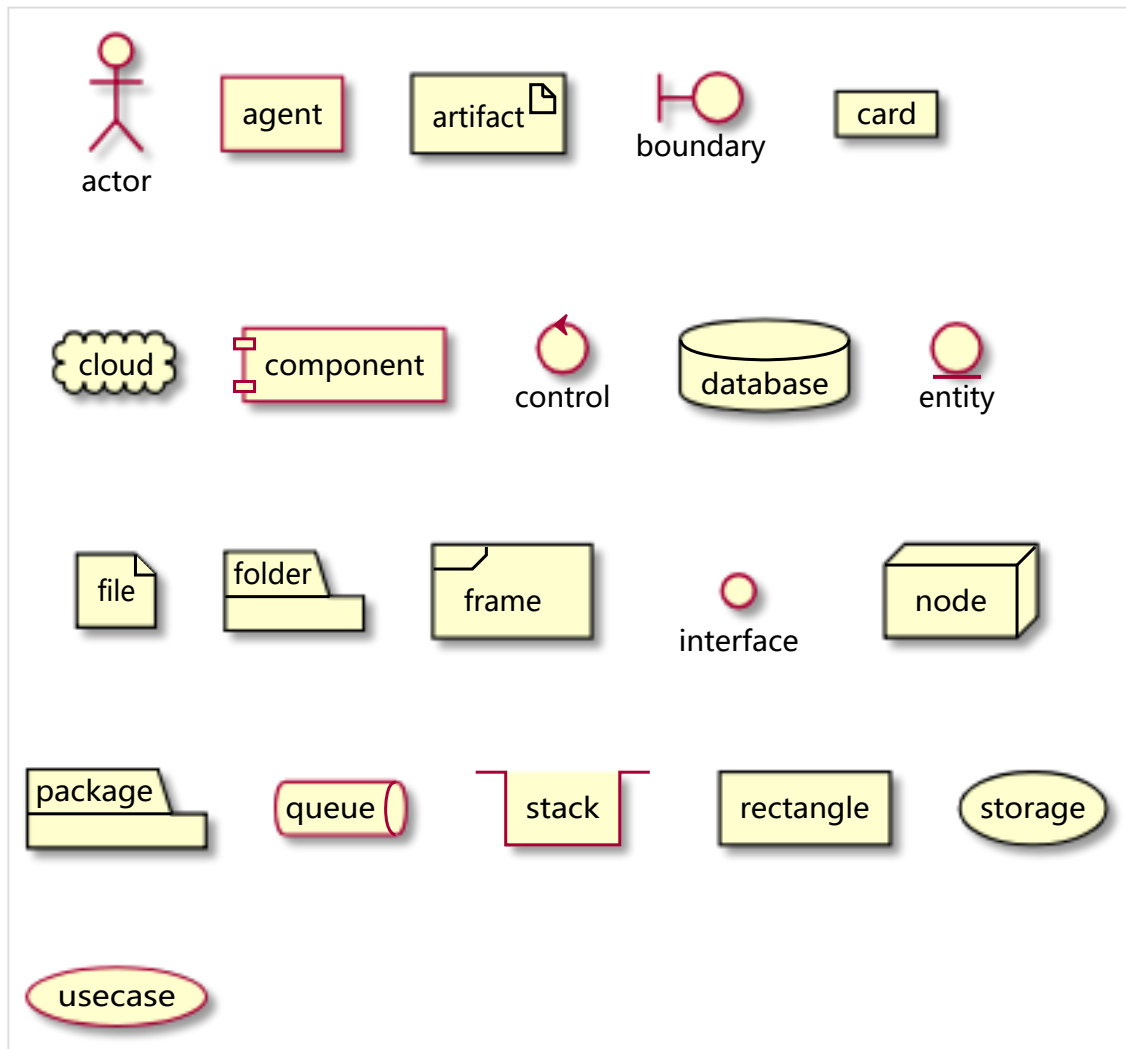 actor
agent
artifact
boundary
card
cloud
component
control
database
entity
file
folder
frame
interface
node
package
queue
stack
rectangle
storage
usecase